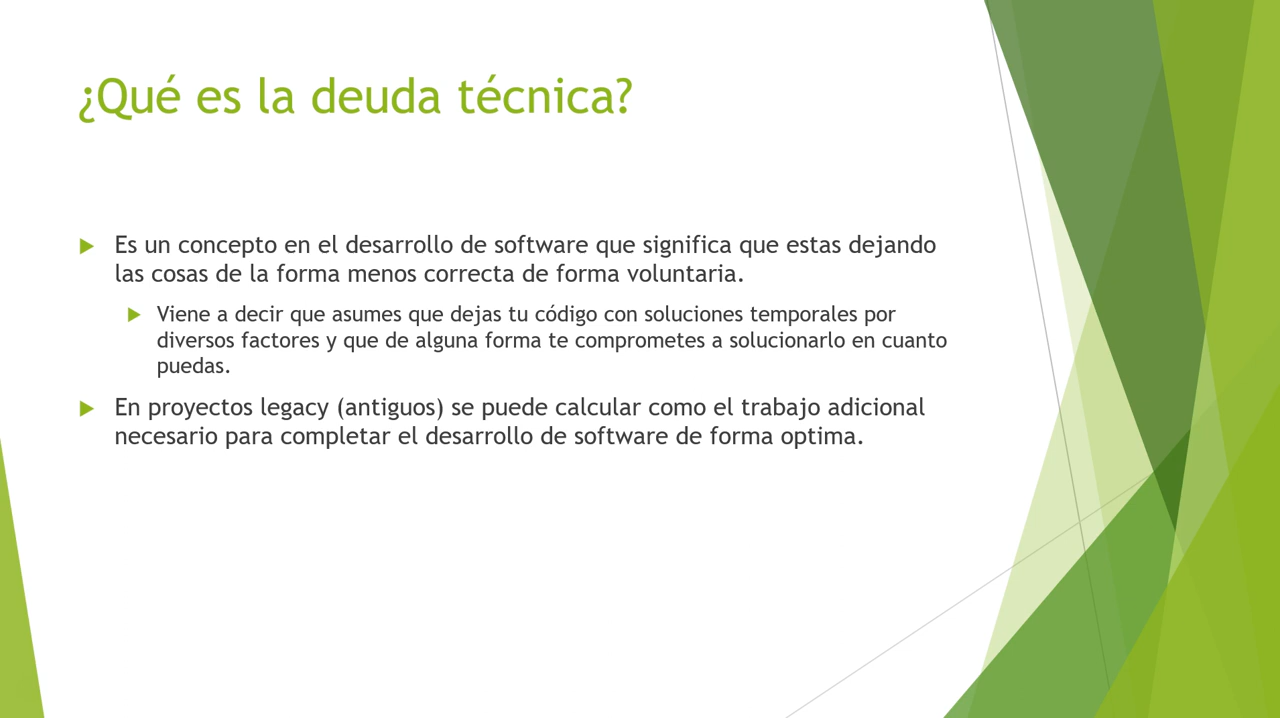 ¿Qué es la deuda técnica?
Es un concepto en el desarrollo de software que significa que estas dejando
las cosas de la forma menos correcta de forma voluntaria.
Viene a decir que asumes que dejas tu código con soluciones temporales por
diversos factores y que de alguna forma te comprometes a solucionarlo en cuanto
puedas.
En proyectos legacy (antiguos) se puede calcular como el trabajo adicional
necesario para completar el desarrollo de software de forma optima.